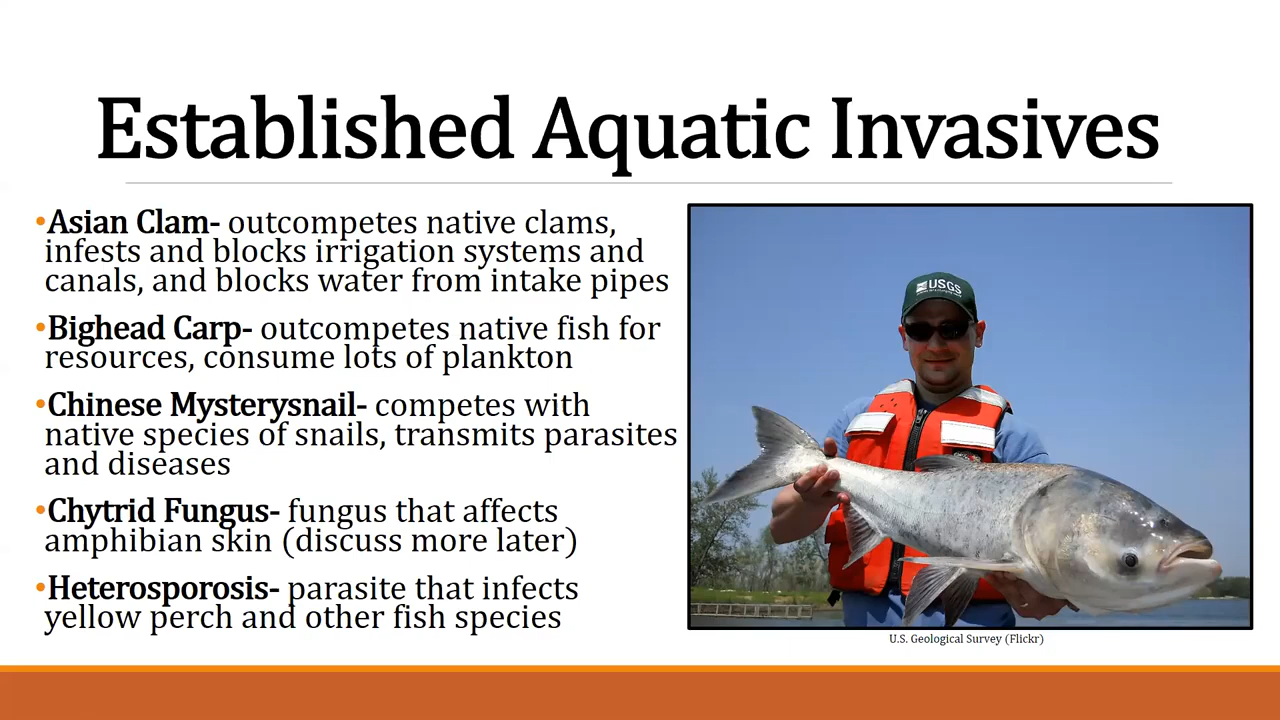 Established Aquatic Invasives
•Asian Clam- outcompetes native clams,
infests and blocks irrigation systems and
canals, and blocks water from intake pipes
•Bighead Carp- outcompetes native fish for
resources, consume lots of plankton
•Chinese Mysterysnail- competes with
native species of snails, transmits parasites
and diseases
•Chytrid Fungus- fungus that affects
amphibian skin (discuss more later)
•Heterosporosis- parasite that infects
yellow perch and other fish species
USGS
U.S. Geological Survey (Flickr)